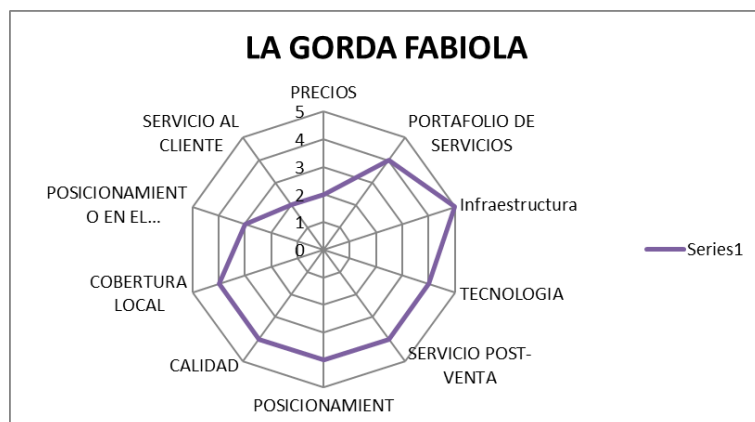 LA GORDA FABIOLA
PRECIOS
PORTAFOLIO DE
SERVICIOS
Infraestructura
TECNOLOGIA
SERVICIO POST-
VENTA
POSICIONAMIENT
CALIDAD
COBERTURA
LOCAL
POSICIONAMIENT
O EN EL...
SERVICIO AL
CLIENTE
5
4
3
2
1
0
Series1